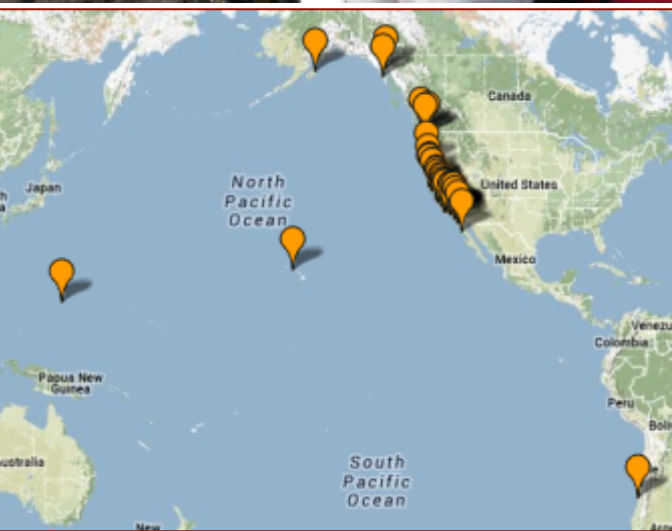 Canada
North
Pacific
Ocean
United States
Japan
Mexico
Venezu
Colombia
Papua New
Guinea
Peru
Boliv
ustralia
South
Pacific
Ocean
New